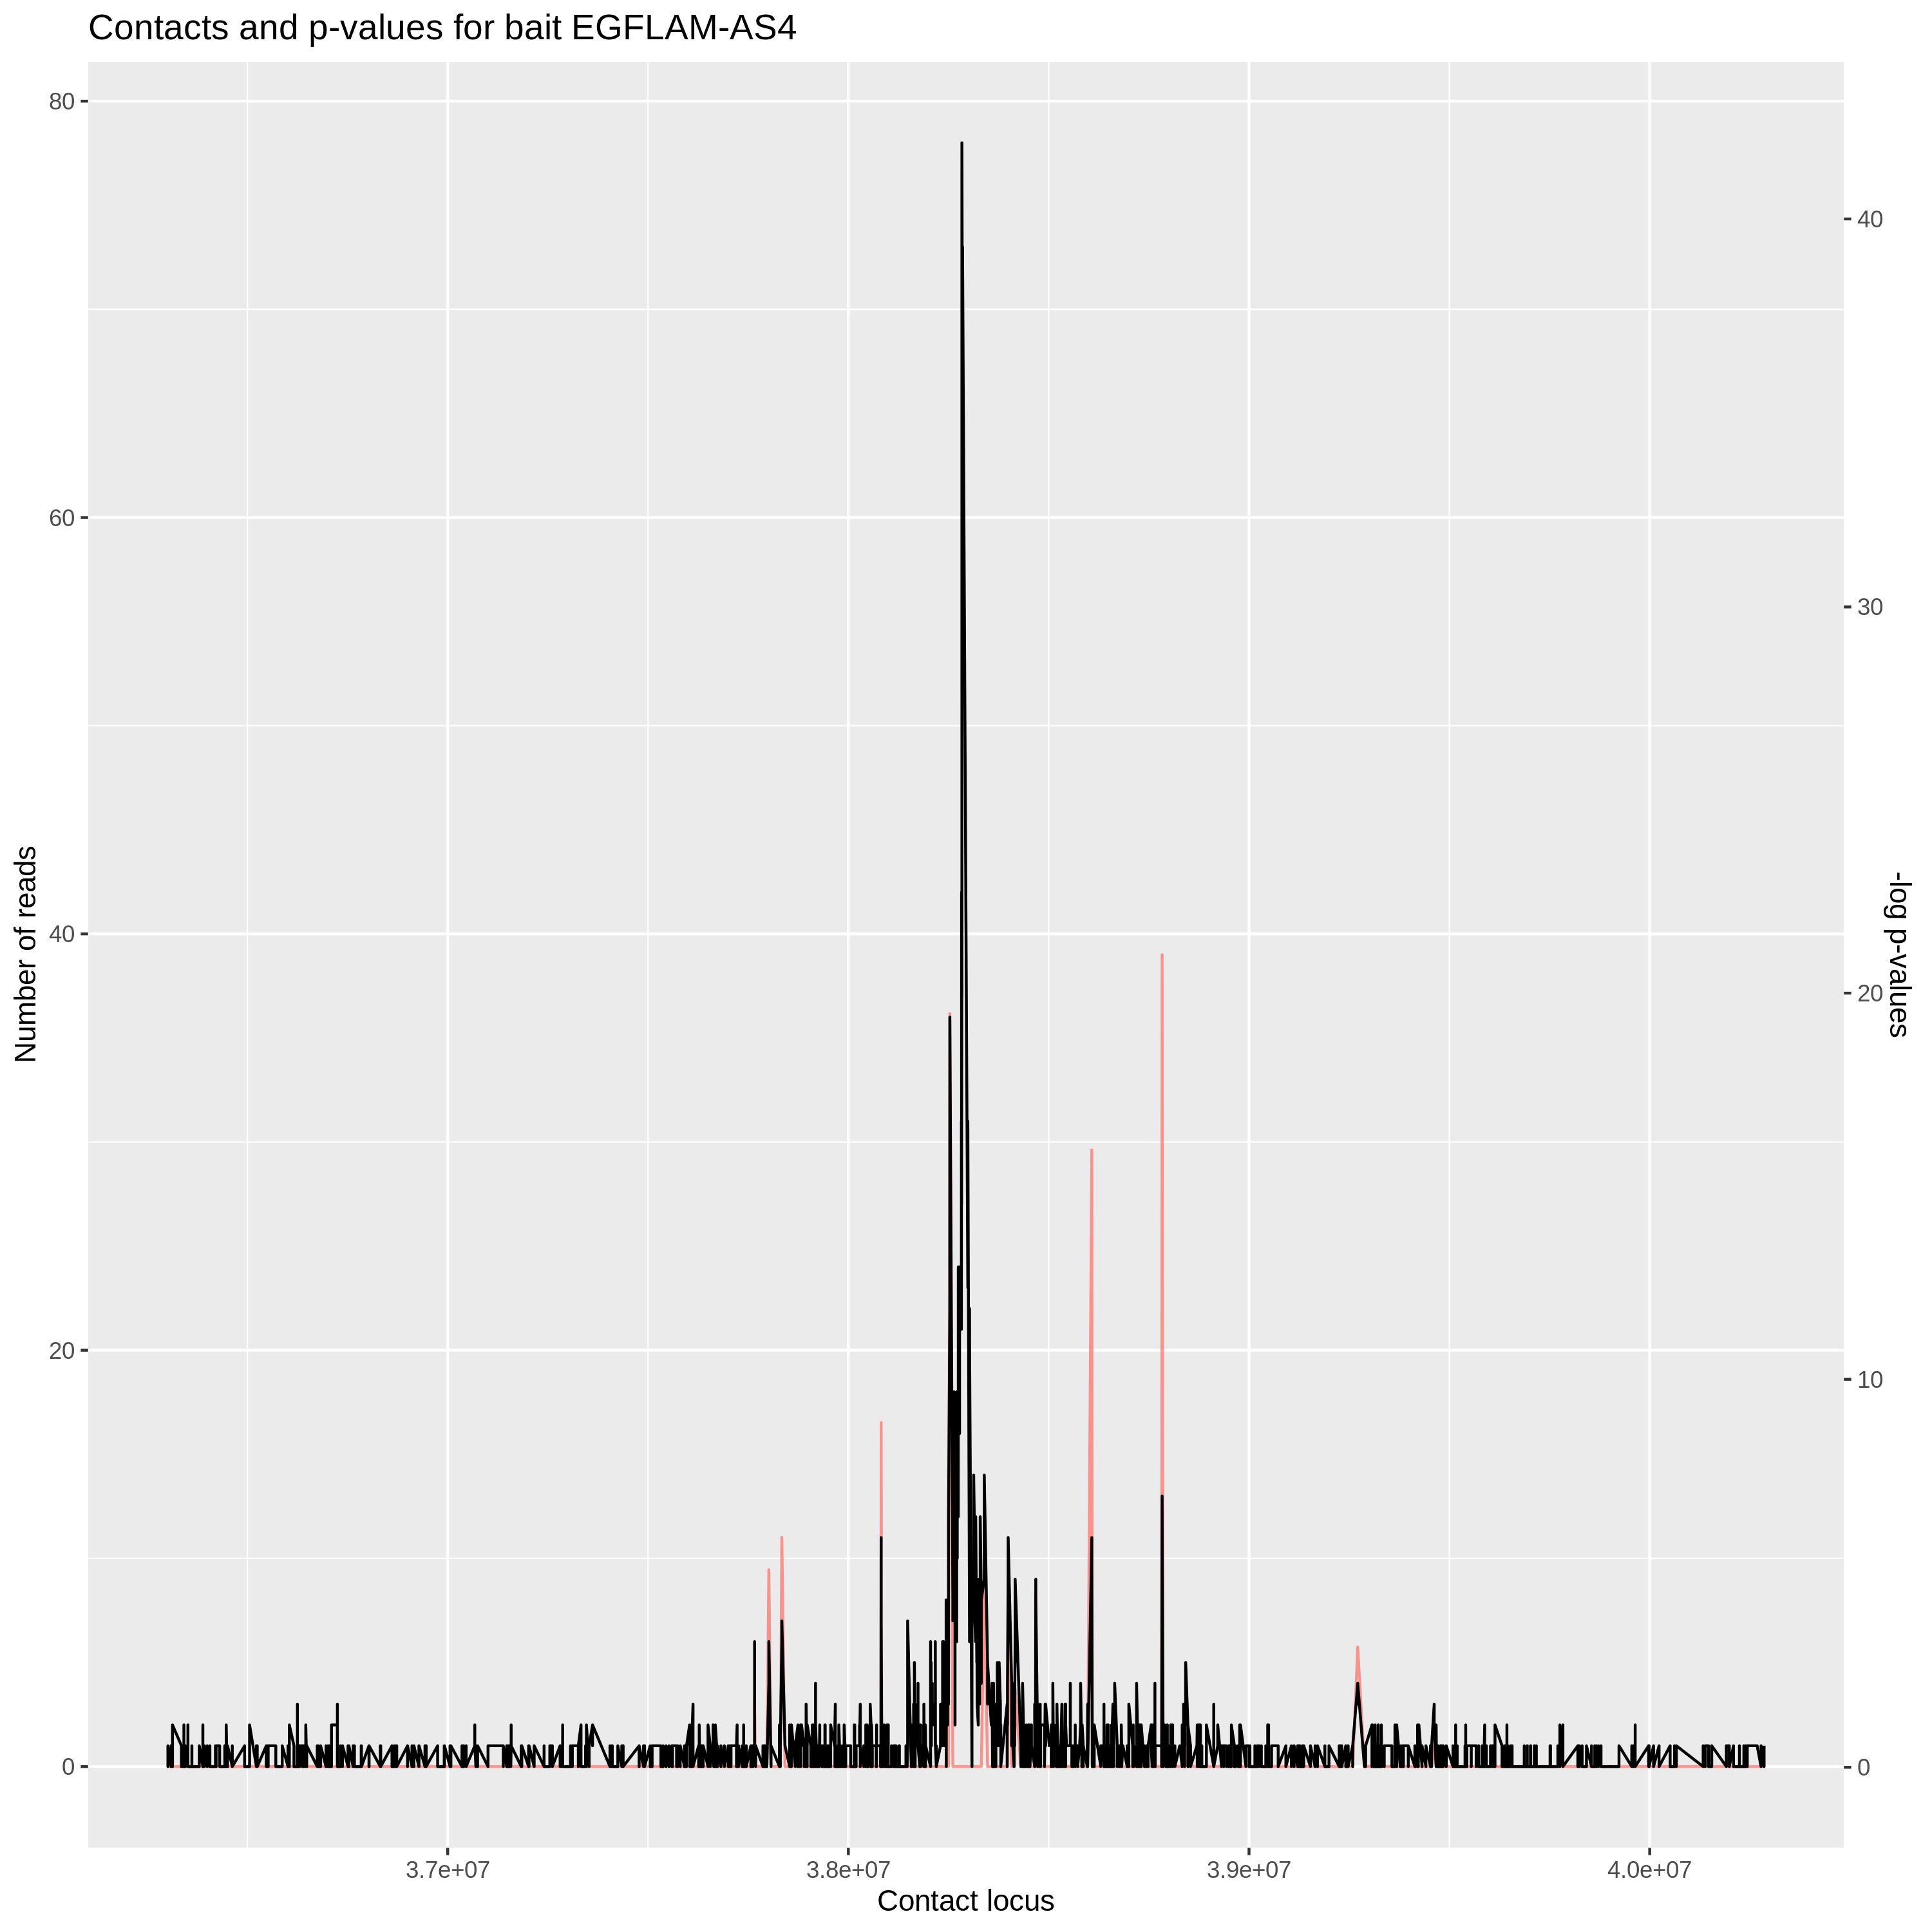 Contacts and p-values for bait EGFLAM-AS4
80
60
40
20
0
Number of reads
40
30
20
10
0
-log p-values
3.7e+07
3.8e+07
3.9e+07
4.0e+07
Contact locus